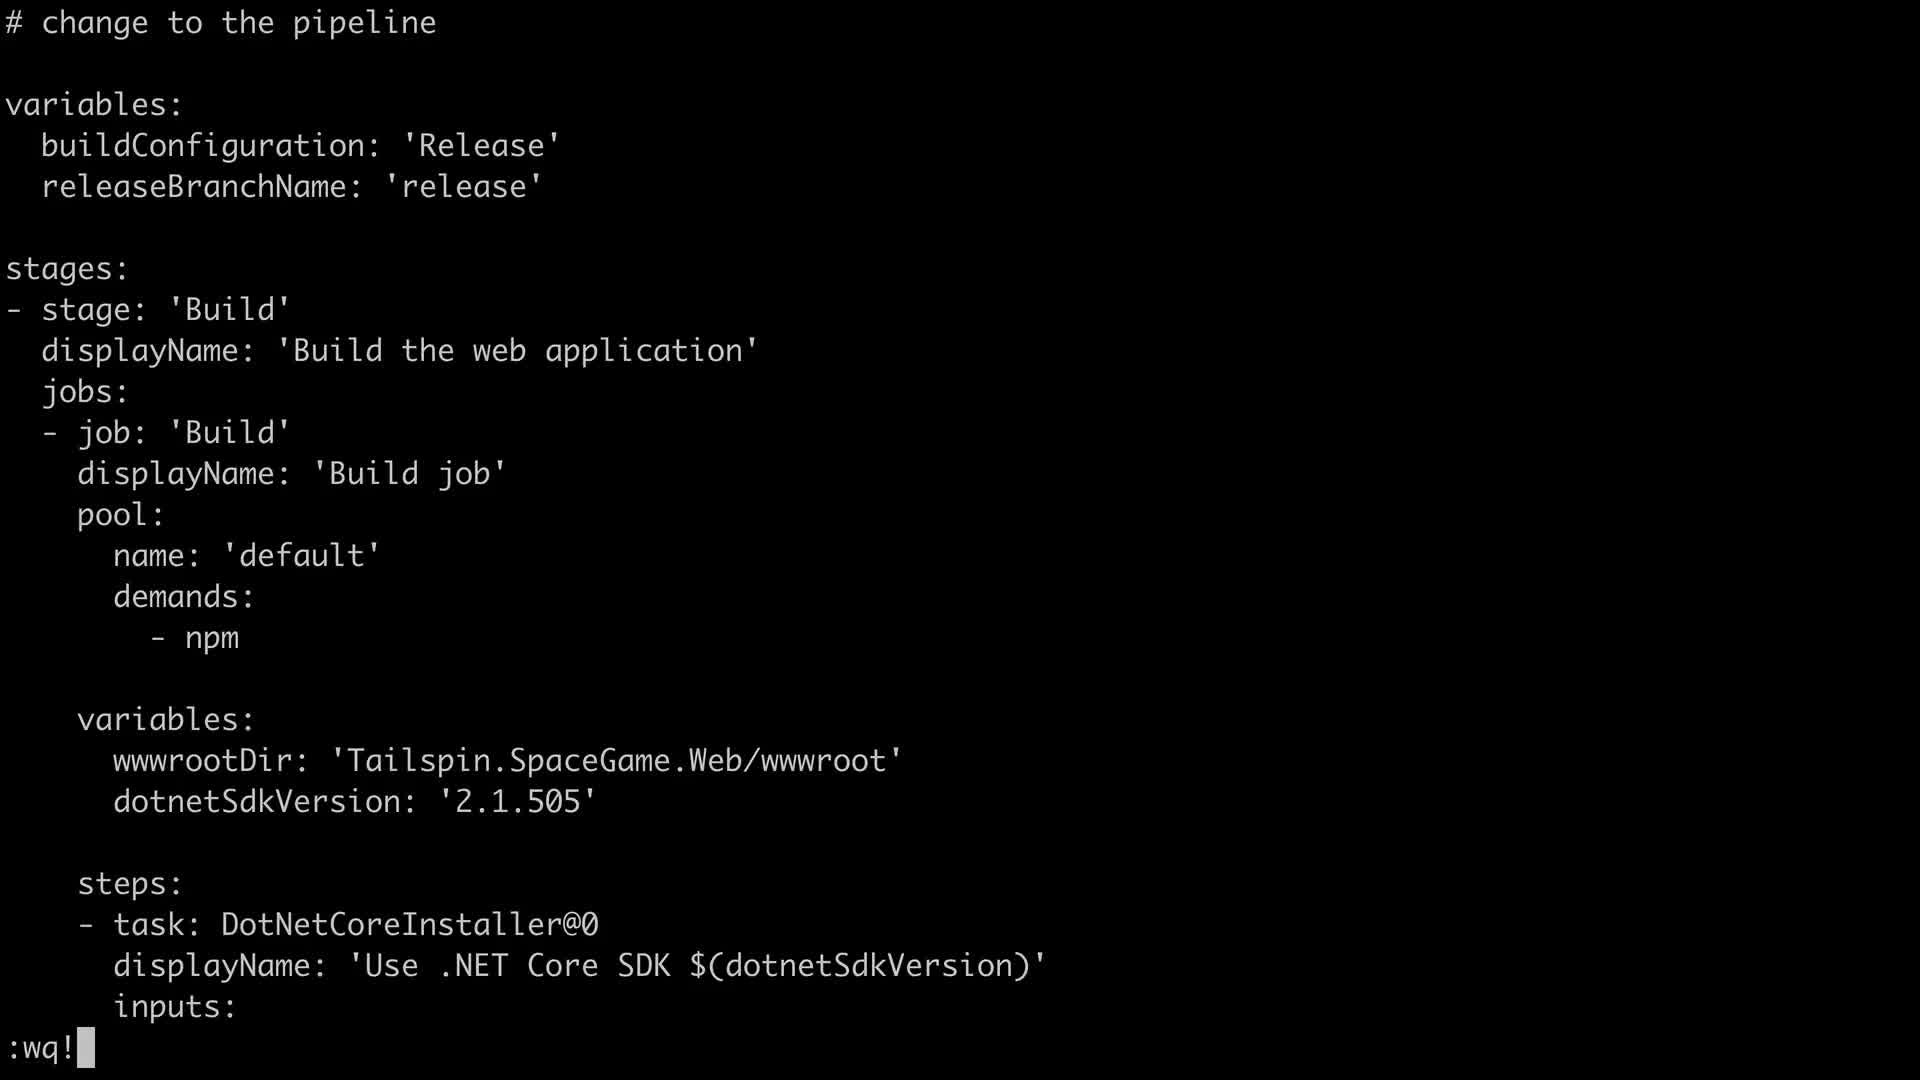 # change to the pipeline

variables:
  buildConfiguration: 'Release'
  releaseBranchName: 'release'

stages:
- stage: 'Build'
  displayName: 'Build the web application'
  jobs:
  - job: 'Build'
    displayName: 'Build job'
    pool:
      name: 'default'
      demands:
        - npm

    variables:
      wwwrootDir: 'Tailspin.SpaceGame.Web/wwwroot'
      dotnetSdkVersion: '2.1.505'

    steps:
    - task: DotNetCoreInstaller@0
      displayName: 'Use .NET Core SDK $(dotnetSdkVersion)'
      inputs:
:wq!